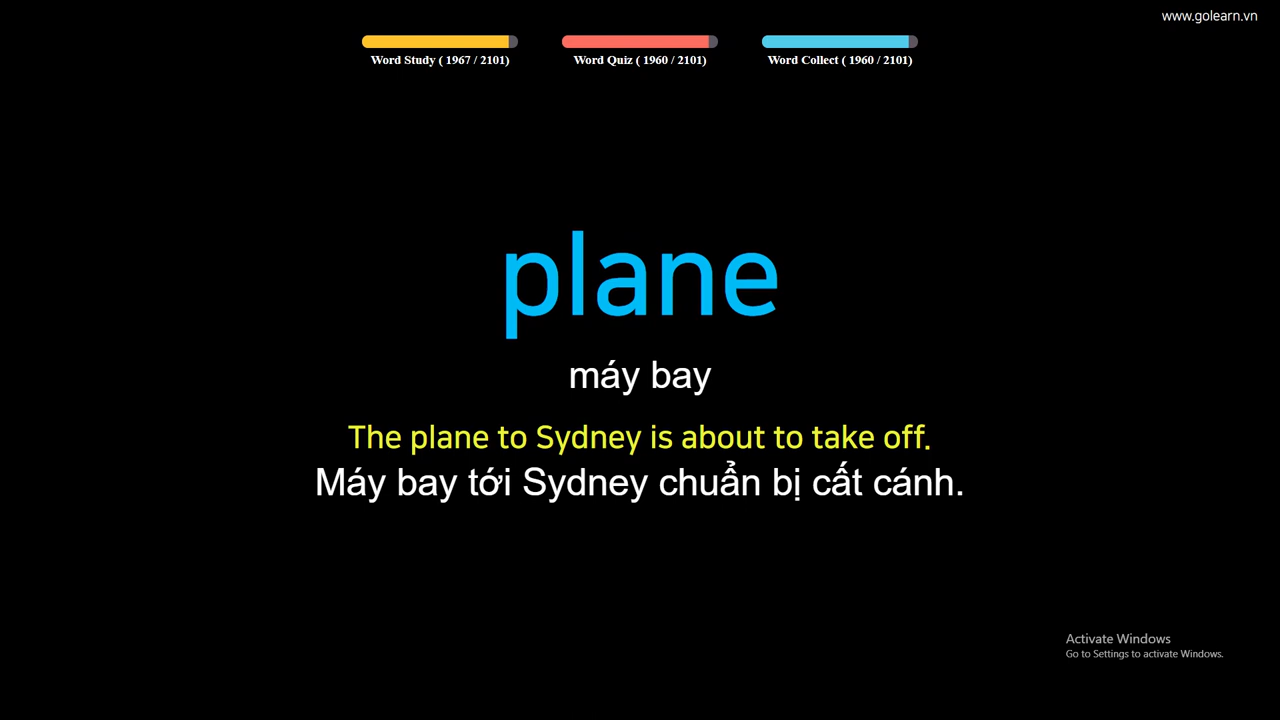 www.golearn.vn
Word Study ( 1967 / 2101) Word Quiz ( 1960 / 2101) Word Collect ( 1960 / 2101)
plane
máy bay
The plane to Sydney is about to take off.
Máy bay tới Sydney chuẩn bị cất cánh.
Activate Windows
Go to Settings to activate Windows.